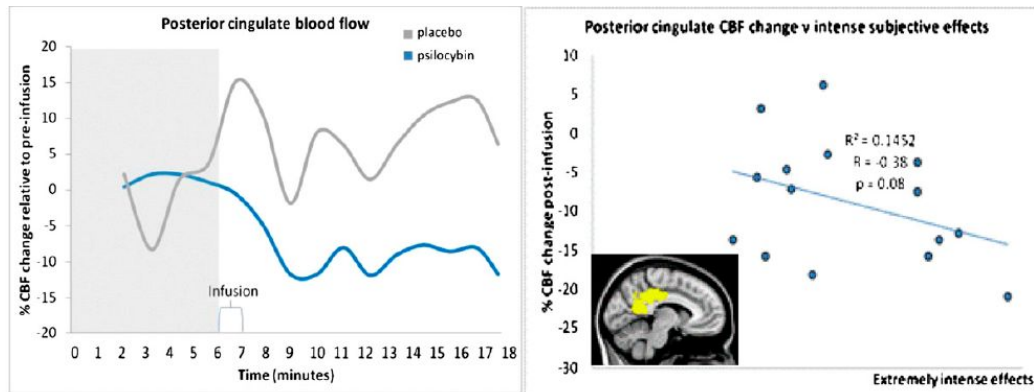 Posterior cingulate blood flow
placebo
psilocybin
% CBF change relative to pre-infusion
20
15
10
5
0
-5
-10
-15
-20
Infusion
0 1 2 3 4 5 6 7 8 9 10 11 12 13 14 15 16 17 18
Time (minutes)
Posterior cingulate CBF change v intense subjective effects
% CBF change post-infusion
10
5
0
-5
-10
-15
-20
-25
-30
R² = 0.1452
R = -0.38
p = 0.08
Extremely intense effects